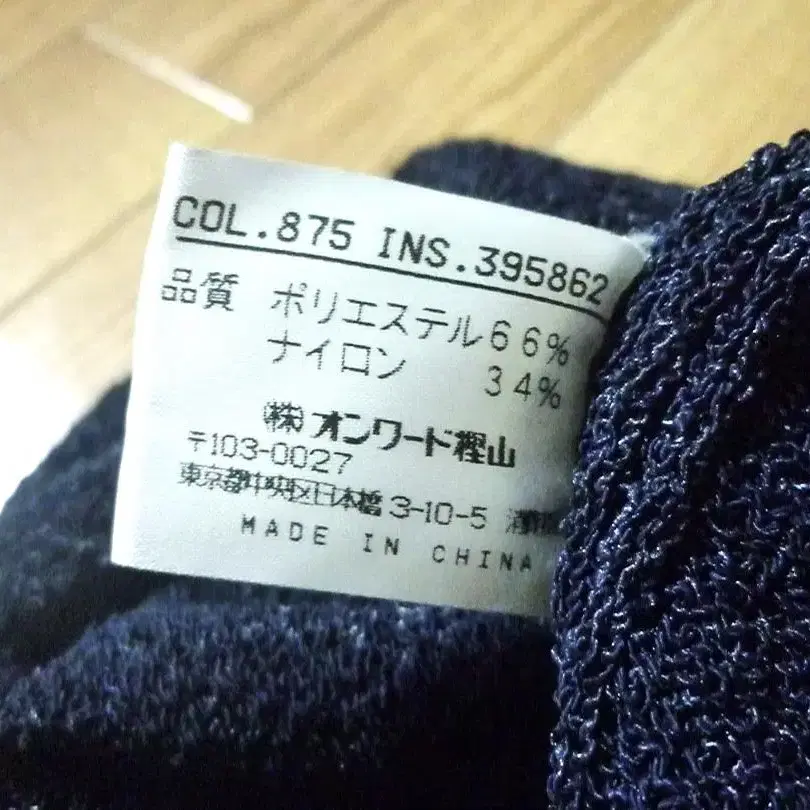 COL.875 INS.395862
品質 ポリエステル66%
ナイロン 34%
(株)オンワード樫山
〒103-0027
東京都中央区日本橋3-10-5
MADE IN CHINA